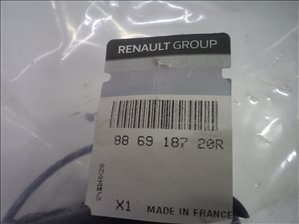 RENAULT GROUP
88 69 187 20R
X1 MADE IN FRANCE